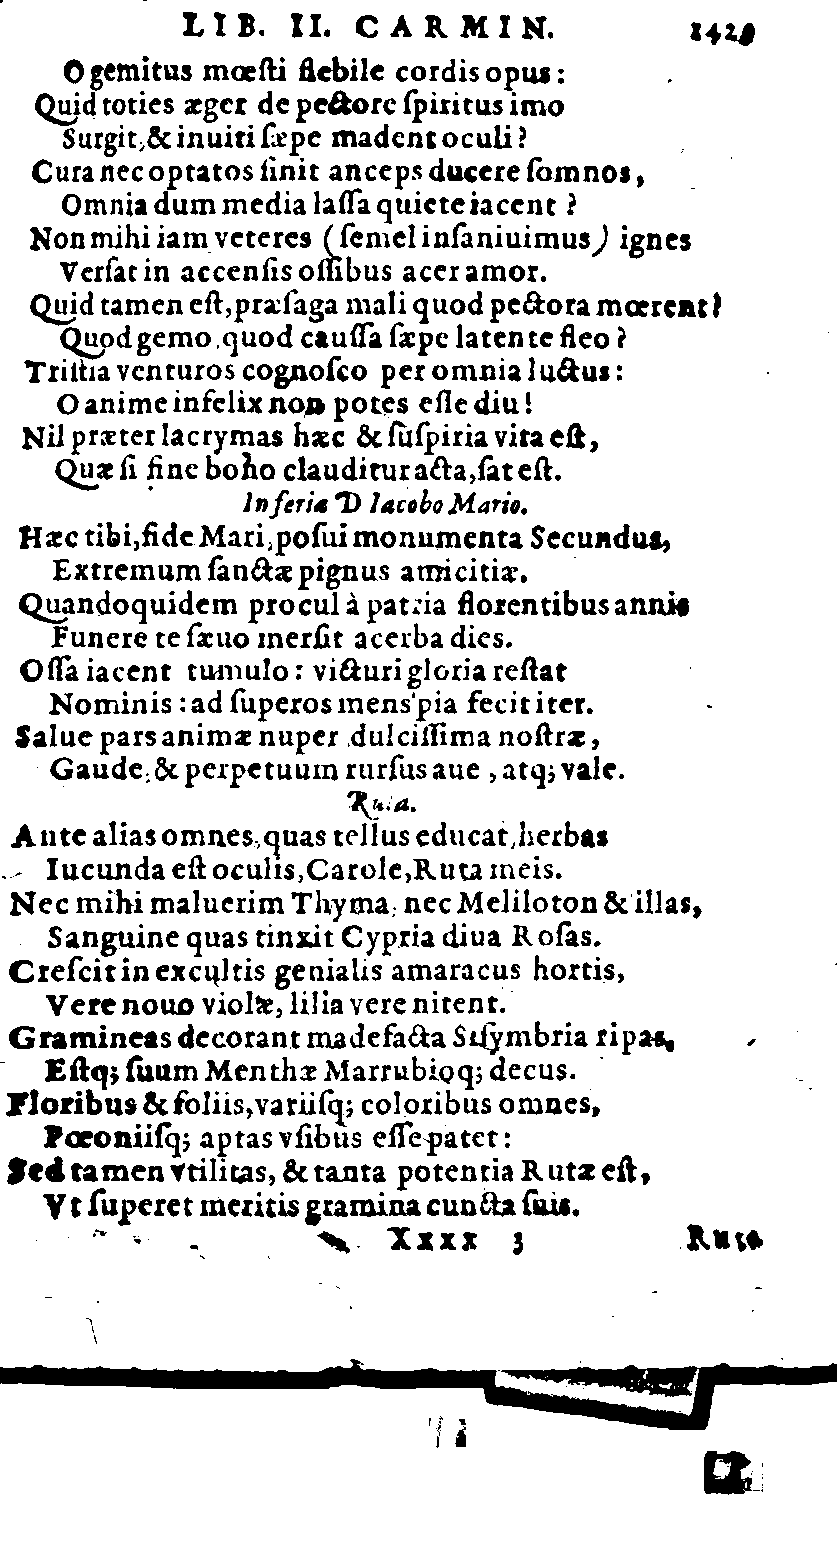 LIB. II. CARMIN.
O gemitus mœſti flebile cordis opus:
Quid toties æger de pectore ſpiritus imo
Surgit, & inuiti ſæpe madent oculi?
Cura nec optatos ſinit anceps ducere ſomnos,
Omnia dum media laſſa quiete iacent?
Non mihi iam veteres (ſemel inſaniuimus) ignes
Verſat in accenſis oſſibus acer amor.
Quid tamen eſt, præſaga mali quod pectora mœrent?
Quod gemo, quod cauſſa ſæpe latente fleo?
Triſtia venturos cognoſco per omnia luctus:
O anime infelix non potes eſſe diu!
Nil præter lacrymas hæc & ſuſpiria vita eſt,
Quæ ſi fine bono clauditur acta, ſat eſt.
Inferia D Iacobo Mario.
Hæc tibi, fide Mari, poſui monumenta Secundus,
Extremum ſanctæ pignus amicitiæ.
Quandoquidem procul à patria florentibus annis
Funere te ſæuo merſit acerba dies.
Oſſa iacent tumulo: victuri gloria reſtat
Nominis: ad ſuperos mens pia fecit iter.
Salue pars animæ nuper dulciſſima noſtræ,
Gaude, & perpetuum rurſus aue, atq; vale.
Ruta.
Ante alias omnes, quas tellus educat, herbas
Iucunda eſt oculis, Carole, Ruta meis.
Nec mihi maluerim Thyma, nec Meliloton & illas,
Sanguine quas tinxit Cypria diua Roſas.
Creſcit in excultis genialis amaracus hortis,
Vere nouo violæ, lilia vere nitent.
Gramineas decorant madefacta Siſymbria ripas,
Eſtq; ſuum Menthæ Marrubioq; decus.
Floribus & foliis, variiſq; coloribus omnes,
Pœoniiſq; aptas vſibus eſſe patet:
Sed tamen vtilitas, & tanta potentia Rutæ eſt,
Vt ſuperet meritis gramina cuncta ſuis.
Xxxx 3 Ruta